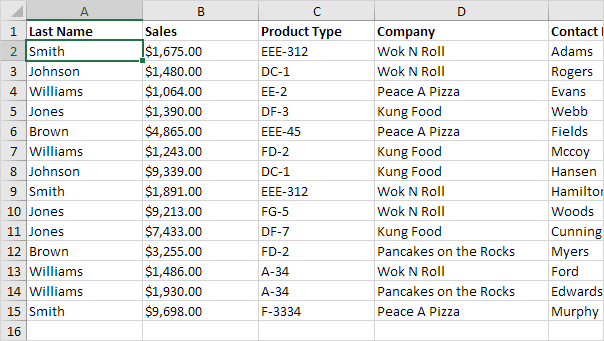 A B C D
1 Last Name Sales Product Type Company Contact
2 Smith $1,675.00 EEE-312 Wok N Roll Adams
3 Johnson $1,480.00 DC-1 Wok N Roll Rogers
4 Williams $1,064.00 EE-2 Peace A Pizza Evans
5 Jones $1,390.00 DF-3 Kung Food Webb
6 Brown $4,865.00 EEE-45 Peace A Pizza Fields
7 Williams $1,243.00 FD-2 Kung Food Mccoy
8 Johnson $9,339.00 DC-1 Kung Food Hansen
9 Smith $1,891.00 EEE-312 Wok N Roll Hamilto
10 Jones $9,213.00 FG-5 Wok N Roll Woods
11 Jones $7,433.00 DF-7 Kung Food Cunning
12 Brown $3,255.00 FD-2 Pancakes on the Rocks Myers
13 Williams $1,486.00 A-34 Wok N Roll Ford
14 Williams $1,930.00 A-34 Pancakes on the Rocks Edwards
15 Smith $9,698.00 F-3334 Peace A Pizza Murphy
16